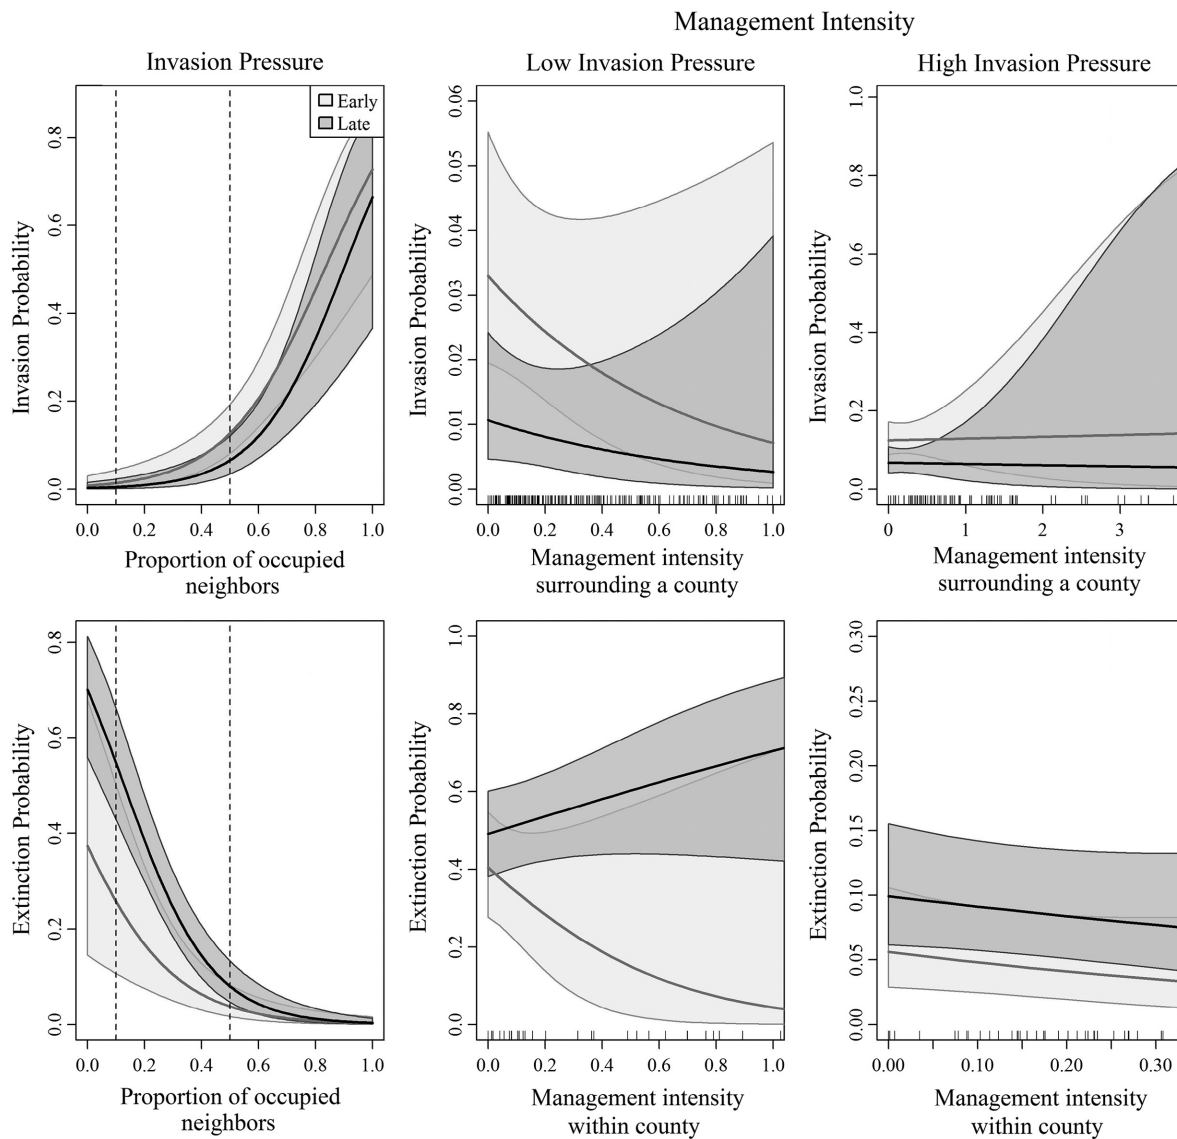 Management Intensity
Invasion Pressure
Low Invasion Pressure
High Invasion Pressure
Early
Late
Invasion Probability
0.0 0.2 0.4 0.6 0.8
0.0 0.2 0.4 0.6 0.8 1.0
Proportion of occupied
neighbors
Invasion Probability
0.00 0.01 0.02 0.03 0.04 0.05 0.06
0.0 0.2 0.4 0.6 0.8 1.0
Management intensity
surrounding a county
Invasion Probability
0.0 0.2 0.4 0.6 0.8 1.0
0 1 2 3
Management intensity
surrounding a county
Extinction Probability
0.0 0.2 0.4 0.6 0.8
0.0 0.2 0.4 0.6 0.8 1.0
Proportion of occupied
neighbors
Extinction Probability
0.0 0.2 0.4 0.6 0.8 1.0
0.0 0.2 0.4 0.6 0.8 1.0
Management intensity
within county
Extinction Probability
0.00 0.05 0.10 0.15 0.20 0.25 0.30
0.00 0.10 0.20 0.30
Management intensity
within county